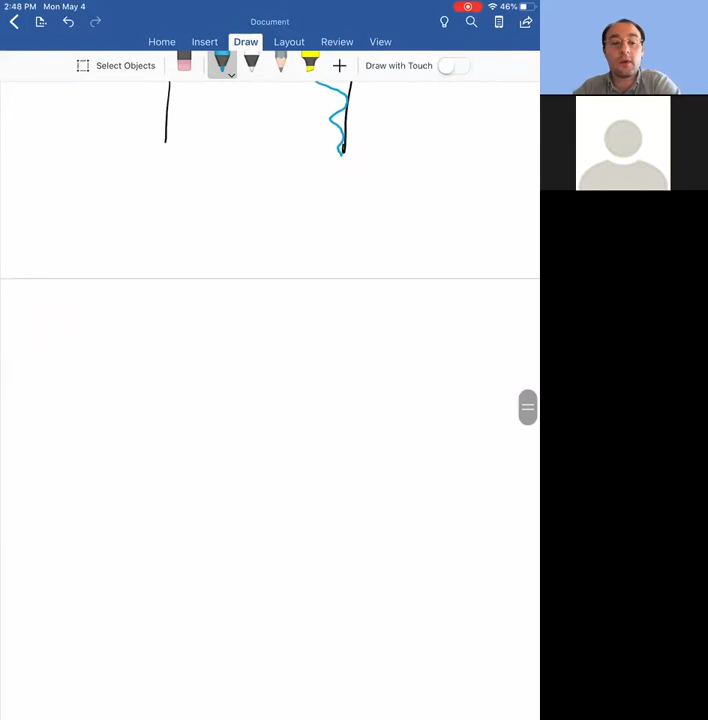 2:48 PM Mon May 4 46%
Document
Home Insert Draw Layout Review View
Select Objects Draw with Touch